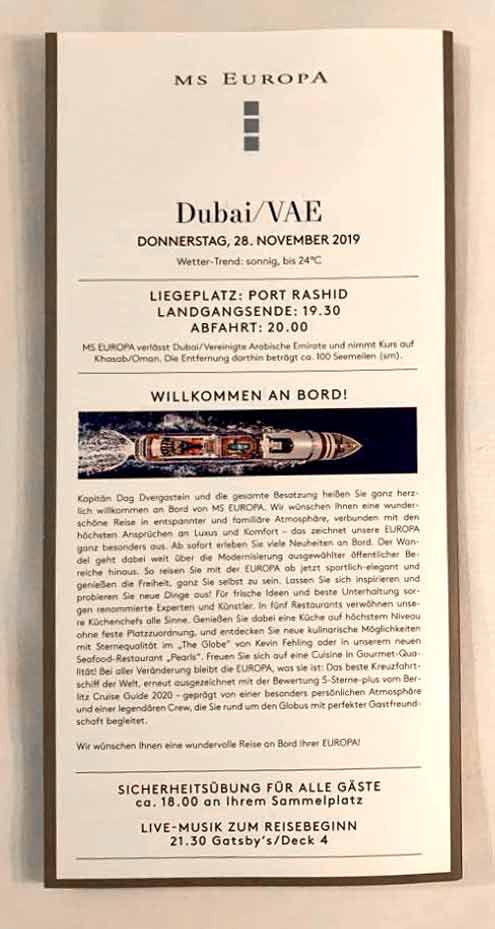 MS EUROPA
Dubai/VAE
DONNERSTAG, 28. NOVEMBER 2019
Wetter-Trend: sonnig, bis 24°C
LIEGEPLATZ: PORT RASHID
LANDGANGSENDE: 19.30
ABFAHRT: 20.00
MS EUROPA verlässt Dubai/Vereinigte Arabische Emirate und nimmt Kurs auf
Khasab/Oman. Die Entfernung dorthin beträgt ca. 100 Seemeilen (sm).
WILLKOMMEN AN BORD!
Kapitän Dag Dvergastein und die gesamte Besatzung heißen Sie ganz herz-
lich willkommen an Bord von MS EUROPA. Wir wünschen Ihnen eine wunder-
schöne Reise in entspannter und familiäre Atmosphäre, verbunden mit den
höchsten Ansprüchen an Luxus und Komfort – das zeichnet unsere EUROPA
ganz besonders aus. Ab sofort erleben Sie viele Neuheiten an Bord. Der Wan-
del geht dabei weit über die Modernisierung ausgewählter öffentlicher Be-
reiche hinaus. So reisen Sie mit der EUROPA ab jetzt sportlich-elegant und
genießen die Freiheit, ganz Sie selbst zu sein. Lassen Sie sich inspirieren und
probieren Sie neue Dinge aus! Für frische Ideen und beste Unterhaltung sor-
gen renommierte Experten und Künstler. In fünf Restaurants verwöhnen unse-
re Küchenchefs alle Sinne. Genießen Sie dabei eine Küche auf höchstem Niveau
ohne feste Platzzuordnung, und entdecken Sie neue kulinarische Möglichkeiten
mit Sternequalität im „The Globe" von Kevin Fehling oder in unserem neuen
Seafood-Restaurant „Pearls". Freuen Sie sich auf eine Cuisine in Gourmet-Qua-
lität! Bei aller Veränderung bleibt die EUROPA, was sie ist: Das beste Kreuzfahrt-
schiff der Welt, erneut ausgezeichnet mit der Bewertung 5-Sterne-plus vom Ber-
litz Cruise Guide 2020 – geprägt von einer besonders persönlichen Atmosphäre
und einer legendären Crew, die Sie rund um den Globus mit perfekter Gastfreund-
schaft begleitet.
Wir wünschen Ihnen eine wundervolle Reise an Bord Ihrer EUROPA!
SICHERHEITSÜBUNG FÜR ALLE GÄSTE
ca. 18.00 an Ihrem Sammelplatz
LIVE-MUSIK ZUM REISEBEGINN
21.30 Gatsby's/Deck 4